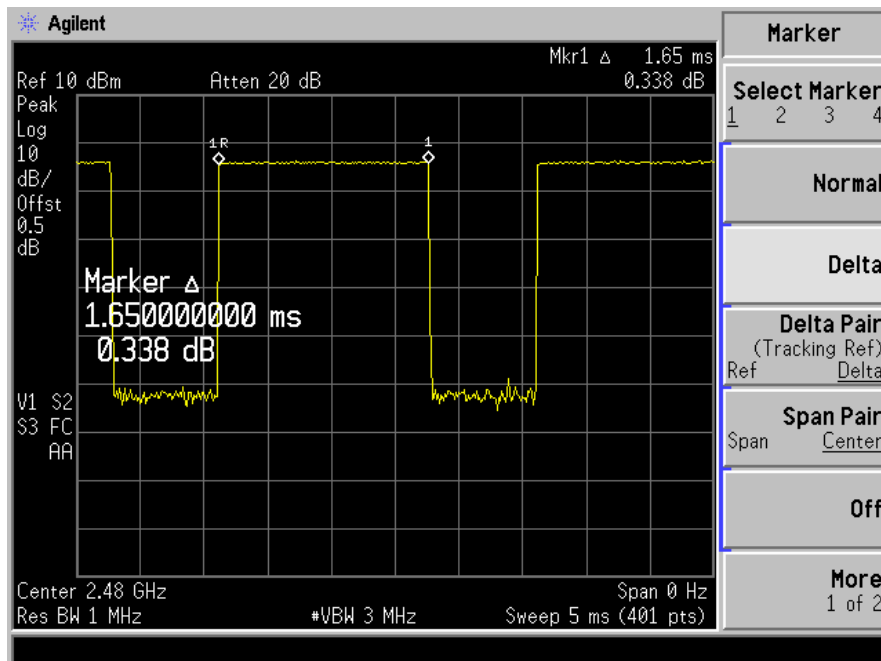 Agilent
Marker
Mkr1 Δ 1.65 ms
Ref 10 dBm Atten 20 dB 0.338 dB
Peak
Log
10
dB/
Offst
0.5
dB
1R
1
Marker Δ
1.650000000 ms
0.338 dB
V1 S2
S3 FC
AA
Center 2.48 GHz Span 0 Hz
Res BW 1 MHz #VBW 3 MHz Sweep 5 ms (401 pts)
Select Marker
1 2 3 4
Normal
Delta
Delta Pair
(Tracking Ref)
Ref Delta
Span Pair
Span Center
Off
More
1 of 2